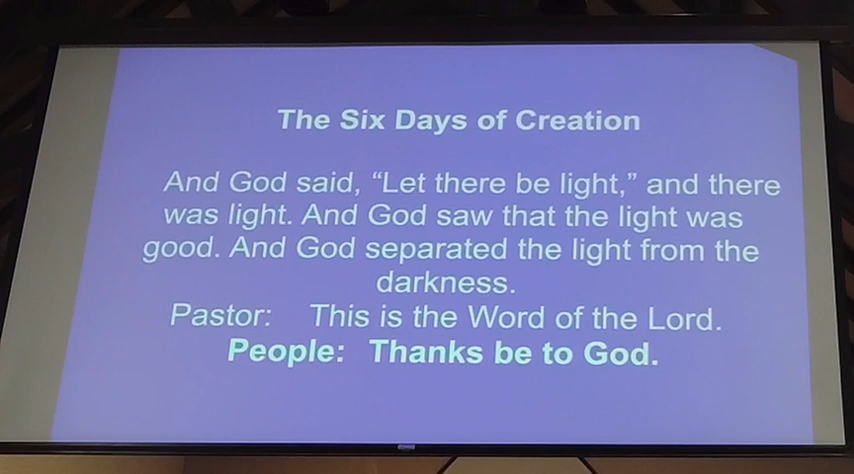 The Six Days of Creation
And God said, “Let there be light,” and there
was light. And God saw that the light was
good. And God separated the light from the
darkness.
Pastor: This is the Word of the Lord.
People: Thanks be to God.